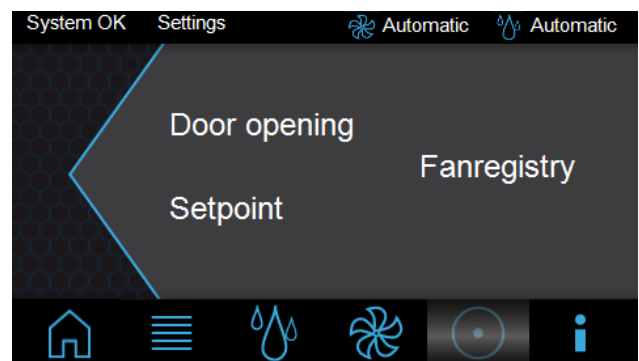 System OK Settings Automatic Automatic
Door opening
Fanregistry
Setpoint